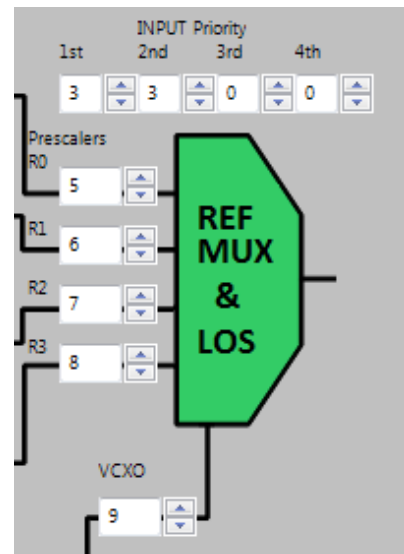 INPUT Priority
1st 2nd 3rd 4th
3 3 0 0
Prescalers
R0
5
R1
6
R2
7
R3
8
REF
MUX
&
LOS
VCXO
9